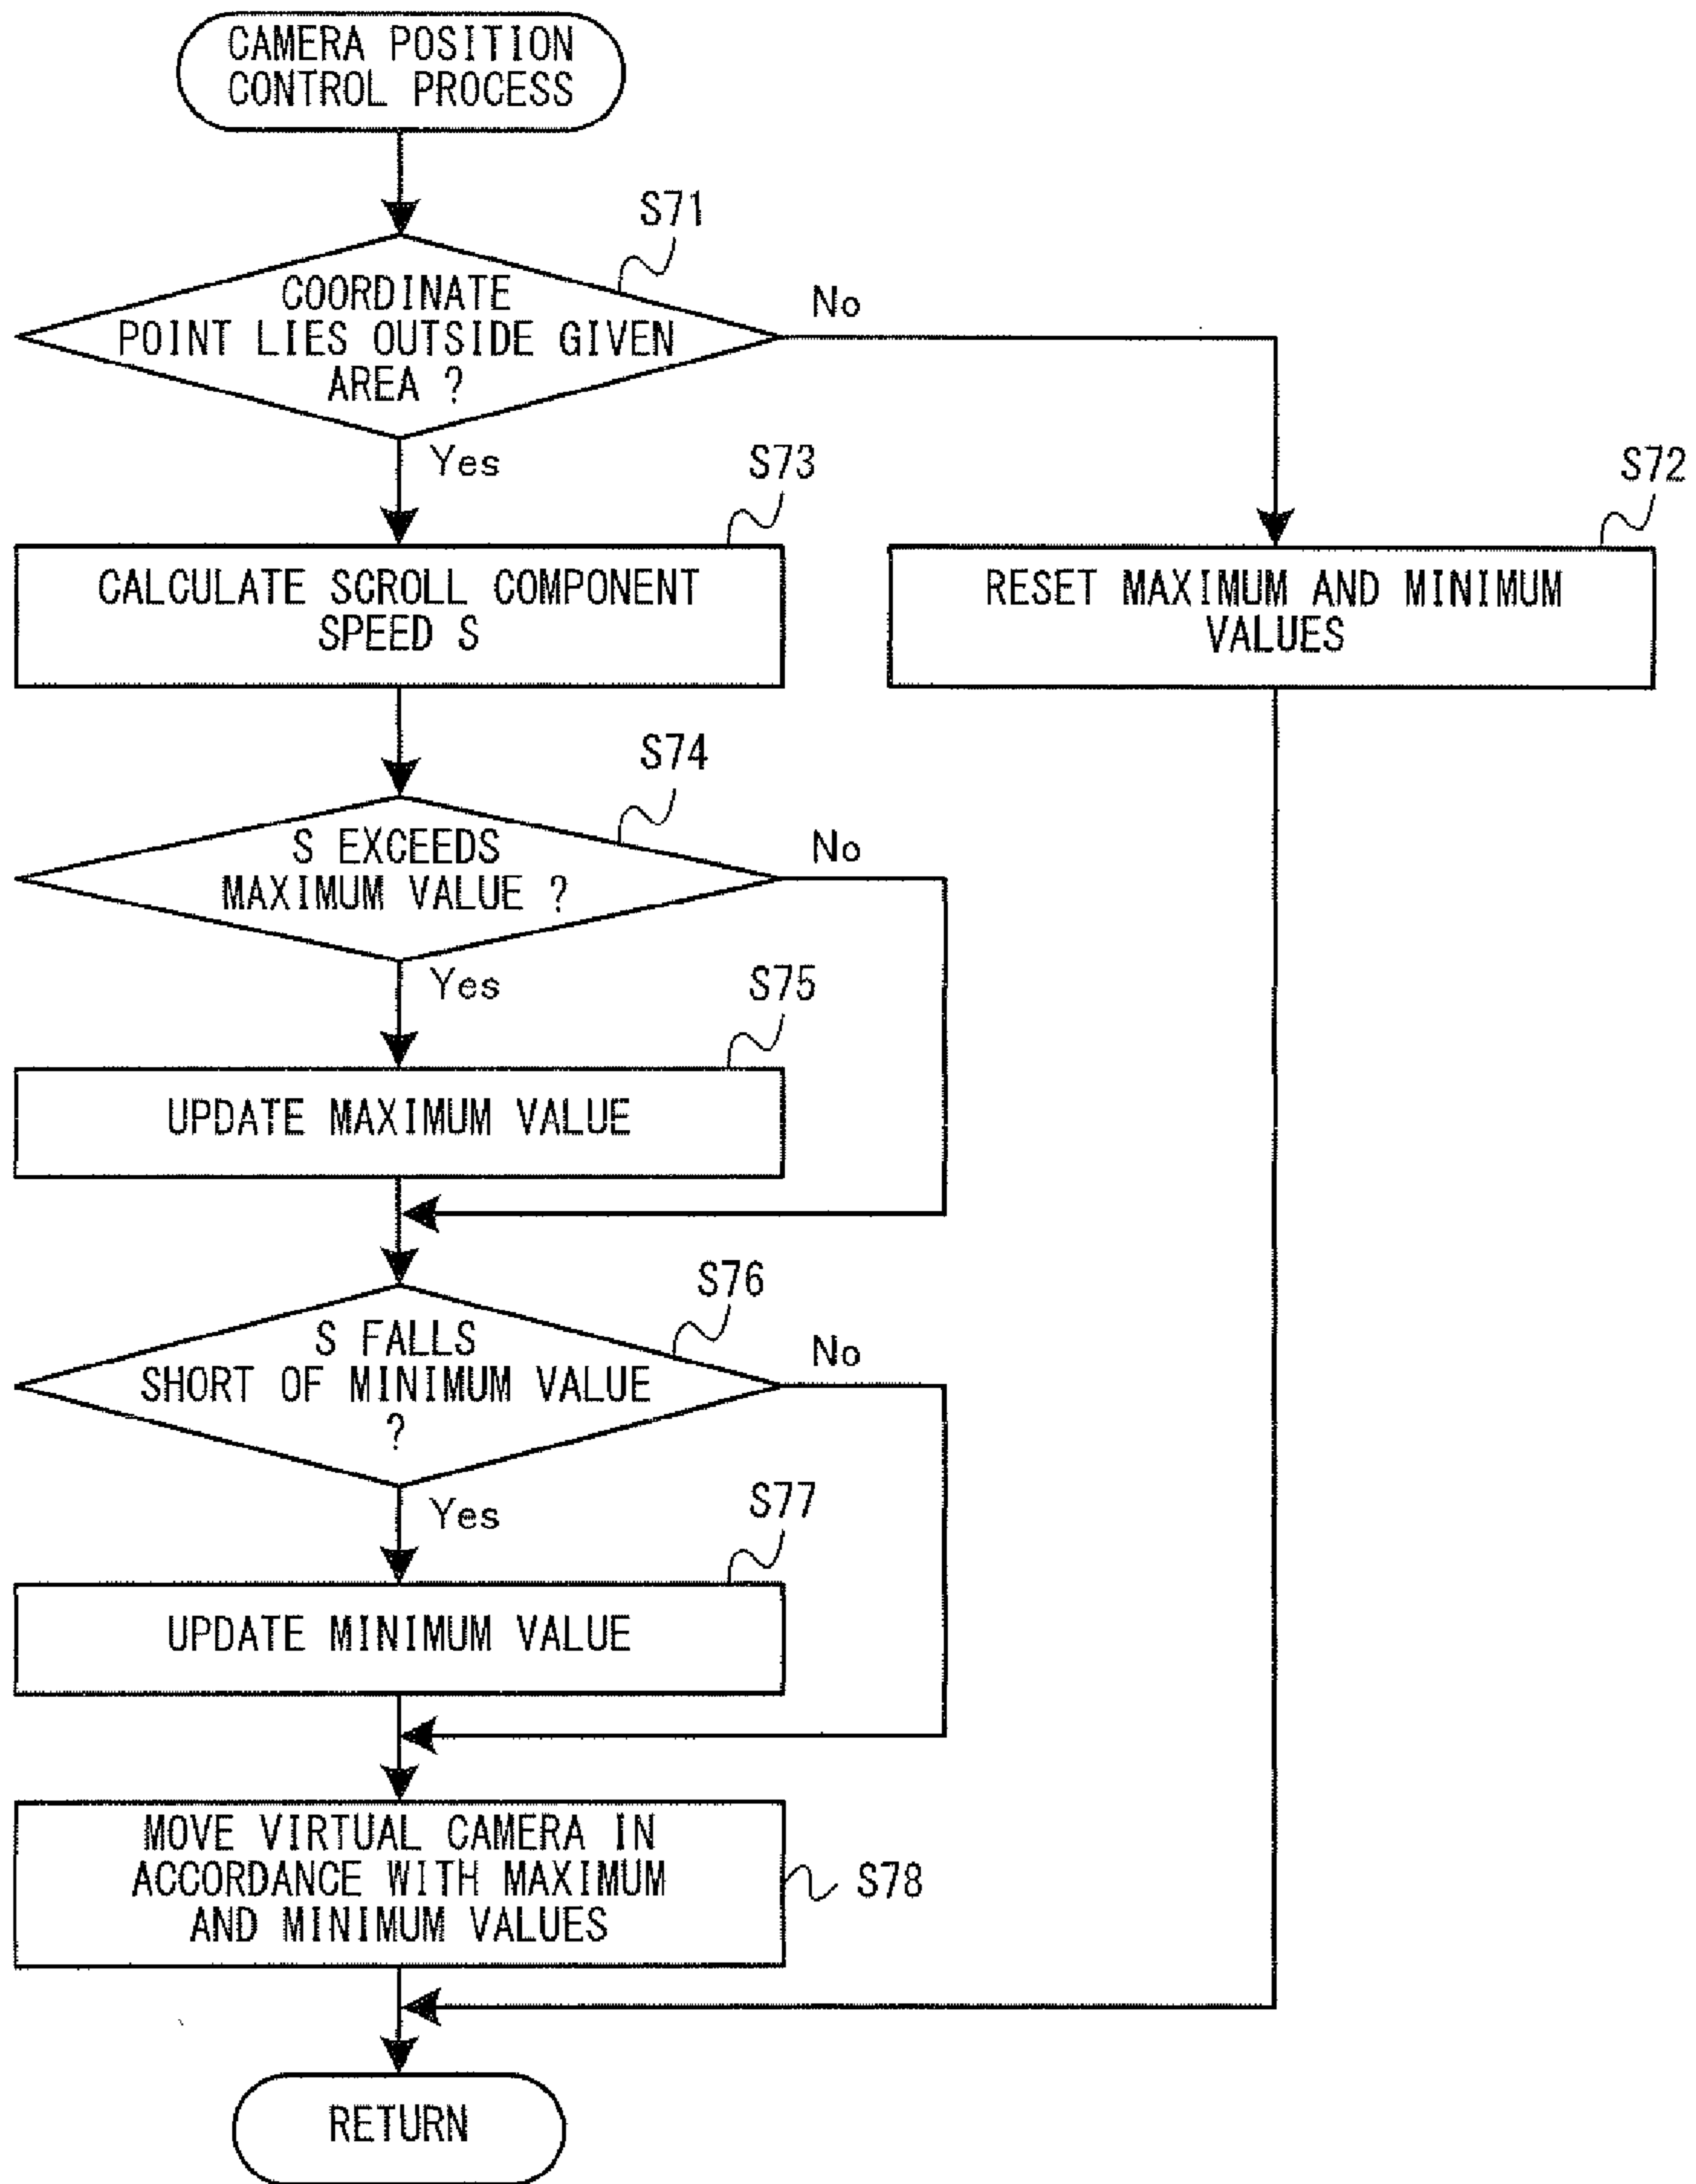 CAMERA POSITION
CONTROL PROCESS
S71
COORDINATE
POINT LIES OUTSIDE GIVEN
AREA ?
No
Yes
S73
S72
CALCULATE SCROLL COMPONENT
SPEED S
RESET MAXIMUM AND MINIMUM
VALUES
S74
S EXCEEDS
MAXIMUM VALUE ?
No
Yes
S75
UPDATE MAXIMUM VALUE
S76
S FALLS
SHORT OF MINIMUM VALUE
?
No
Yes
S77
UPDATE MINIMUM VALUE
MOVE VIRTUAL CAMERA IN
ACCORDANCE WITH MAXIMUM
AND MINIMUM VALUES
S78
RETURN